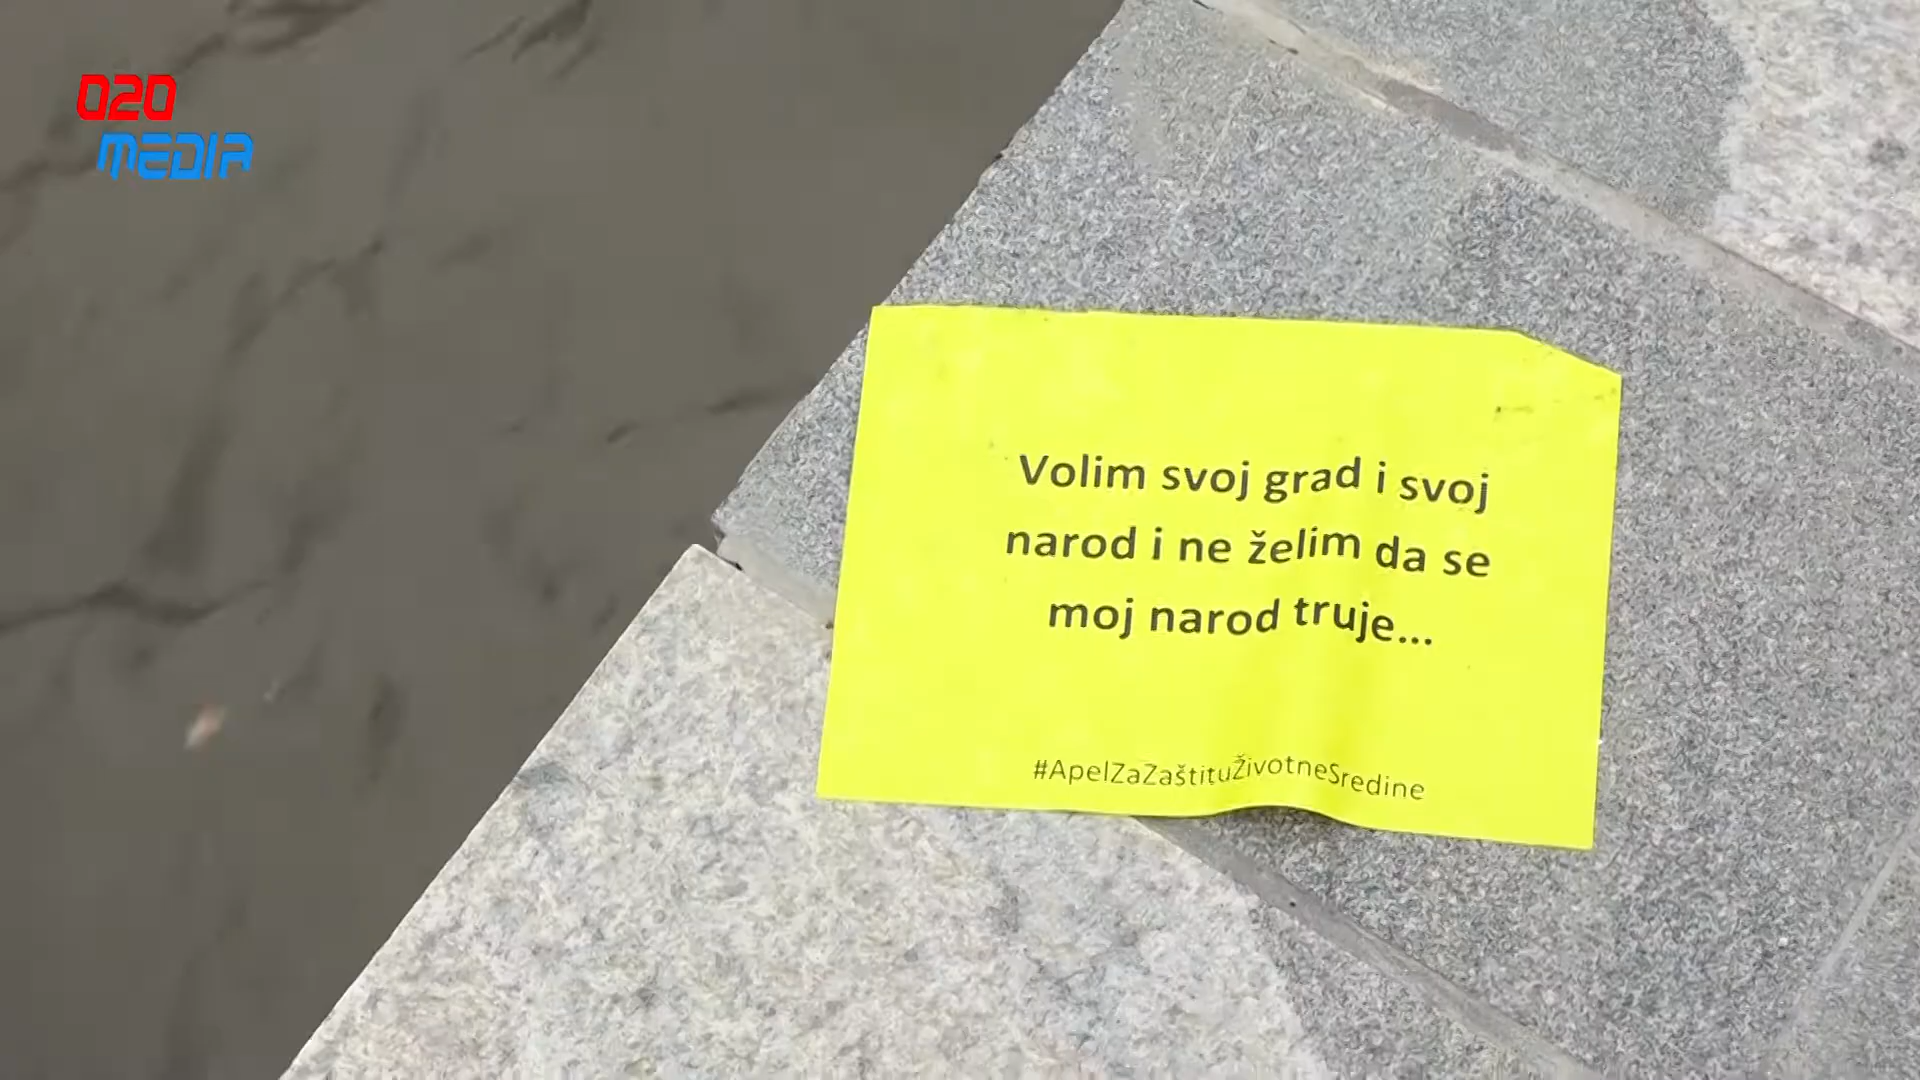 020
MEDIA
Volim svoj grad i svoj
narod i ne želim da se
moj narod truje...
#ApelZaZaštituŽivotneSredine